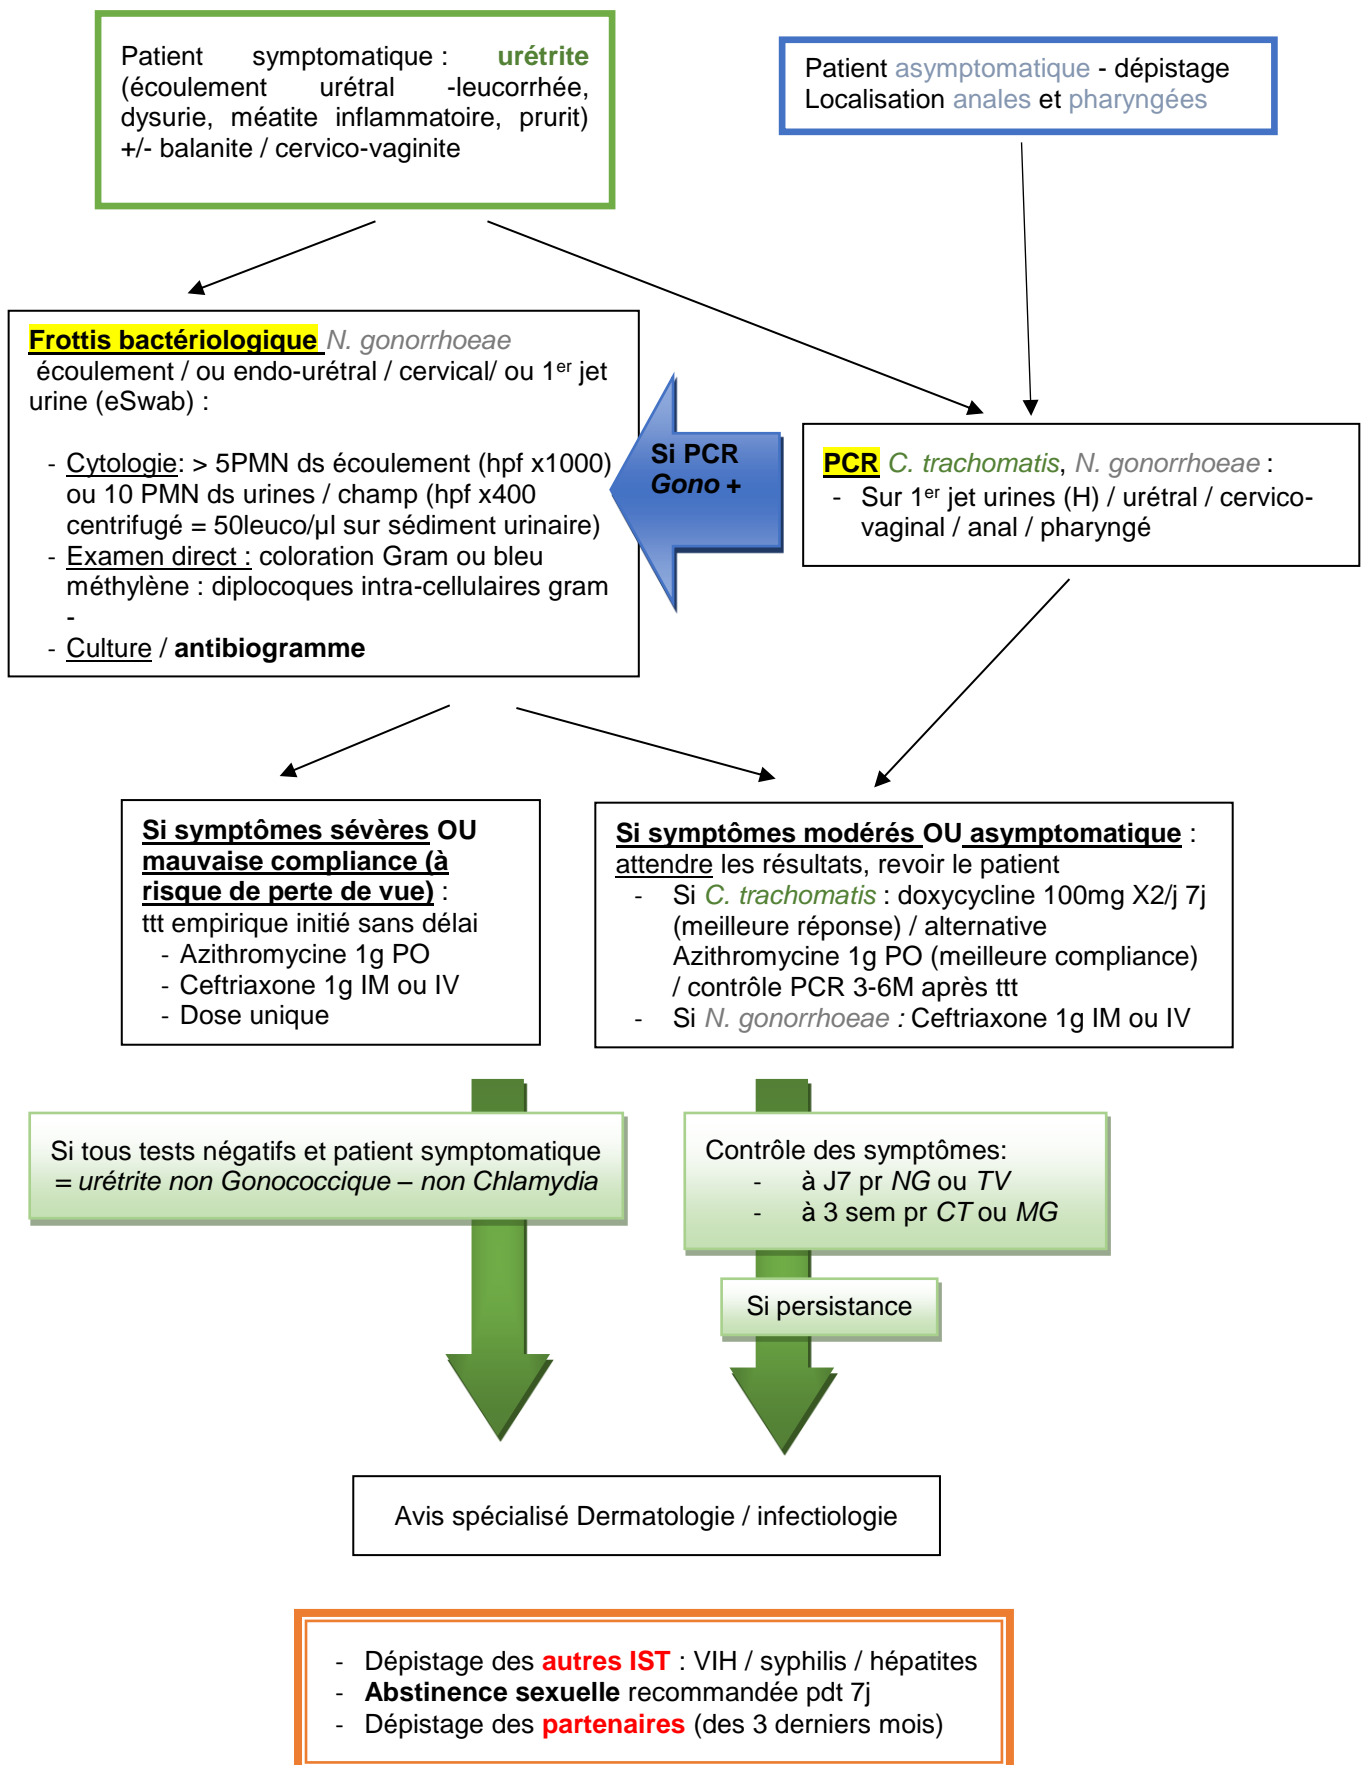 Patient symptomatique : urétrite
(écoulement urétral -leucorrhée,
dysurie, méatite inflammatoire, prurit)
+/- balanite / cervico-vaginite
Patient asymptomatique - dépistage
Localisation anales et pharyngées
Frottis bactériologique N. gonorrhoeae
écoulement / ou endo-urétral / cervical/ ou 1er jet
urine (eSwab) :
- Cytologie: > 5PMN ds écoulement (hpf x1000)
ou 10 PMN ds urines / champ (hpf x400
centrifugé = 50leuco/µl sur sédiment urinaire)
- Examen direct : coloration Gram ou bleu
méthylène : diplocoques intra-cellulaires gram
-
- Culture / antibiogramme
Si PCR
Gono +
PCR C. trachomatis, N. gonorrhoeae :
- Sur 1er jet urines (H) / urétral / cervico-
vaginal / anal / pharyngé
Si symptômes sévères OU
mauvaise compliance (à
risque de perte de vue) :
ttt empirique initié sans délai
- Azithromycine 1g PO
- Ceftriaxone 1g IM ou IV
- Dose unique
Si symptômes modérés OU asymptomatique :
attendre les résultats, revoir le patient
- Si C. trachomatis : doxycycline 100mg X2/j 7j
(meilleure réponse) / alternative
Azithromycine 1g PO (meilleure compliance)
/ contrôle PCR 3-6M après ttt
- Si N. gonorrhoeae : Ceftriaxone 1g IM ou IV
Si tous tests négatifs et patient symptomatique
= urétrite non Gonococcique – non Chlamydia
Contrôle des symptômes:
- à J7 pr NG ou TV
- à 3 sem pr CT ou MG
Si persistance
Avis spécialisé Dermatologie / infectiologie
- Dépistage des autres IST : VIH / syphilis / hépatites
- Abstinence sexuelle recommandée pdt 7j
- Dépistage des partenaires (des 3 derniers mois)